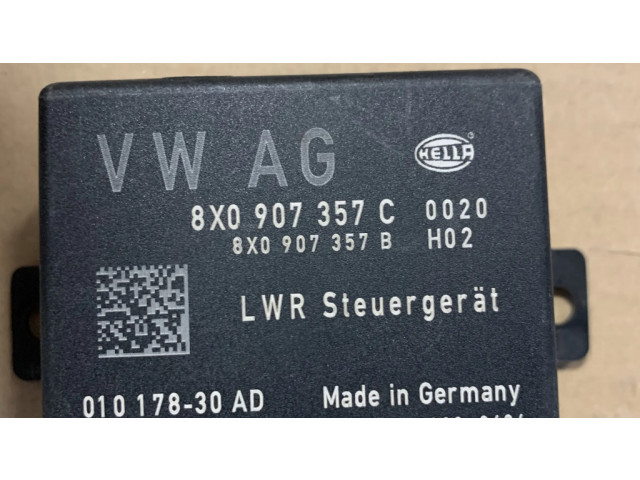 VW AG
HELLA
8X0 907 357 C 0020
8X0 907 357 B H02
LWR Steuergerät
010 178-30 AD Made in Germany